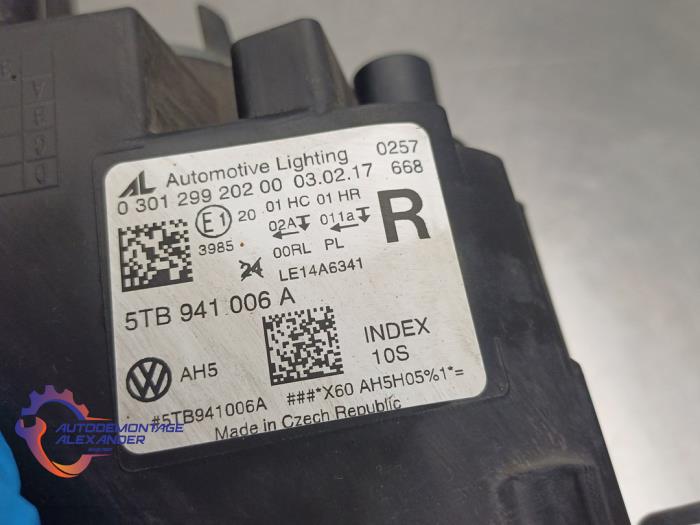 AL Automotive Lighting 0257
0 301 299 202 00 03.02.17 668
E1 20 01 HC 01 HR
02A 011a
R
3985 00RL PL
24 LE14A6341
5TB 941 006 A
INDEX
10S
AH5
#5TB941006A ###*X60 AH5H05%1*=
Made in Czech Republic
AUTODEMONTAGE
ALEXANDER